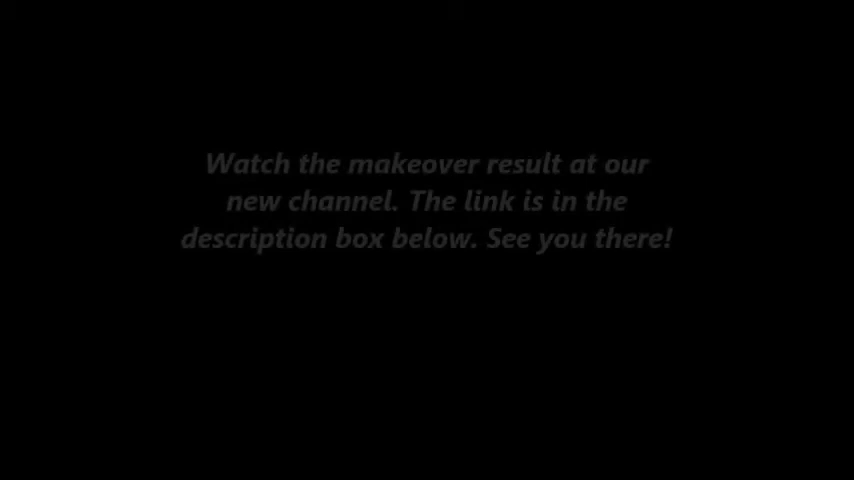 Watch the makeover result at our
new channel. The link is in the
description box below. See you there!